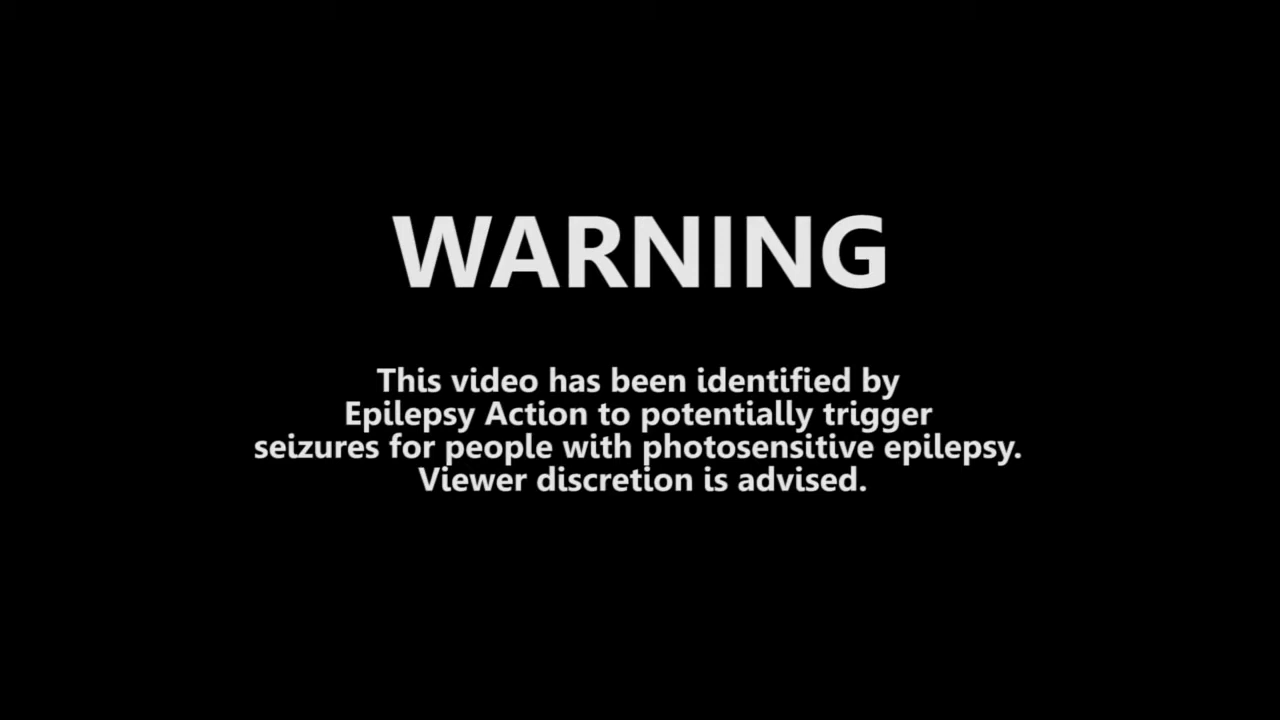 WARNING
This video has been identified by
Epilepsy Action to potentially trigger
seizures for people with photosensitive epilepsy.
Viewer discretion is advised.